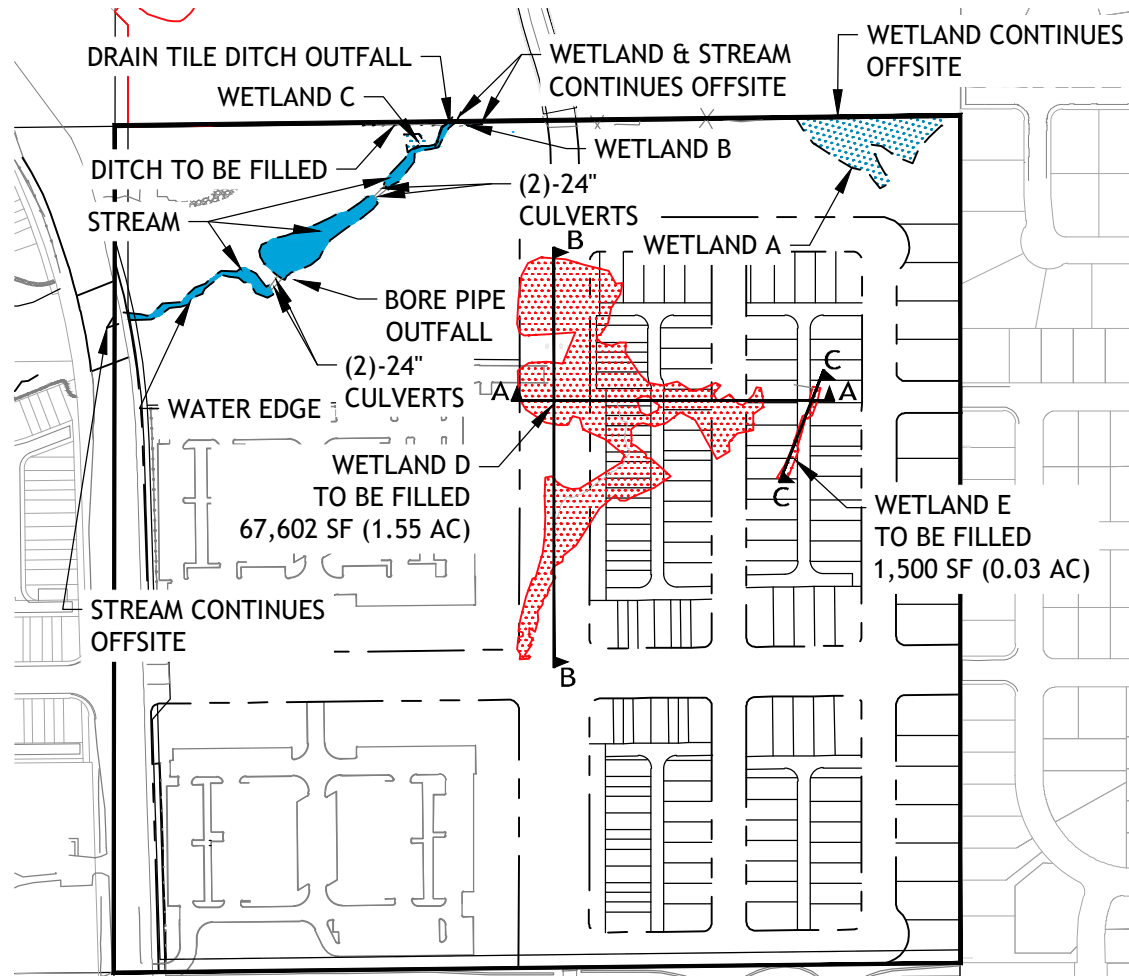 DRAIN TILE DITCH OUTFALL
WETLAND & STREAM
CONTINUES OFFSITE
WETLAND CONTINUES
OFFSITE
WETLAND C
WETLAND B
DITCH TO BE FILLED
(2)-24"
CULVERTS
STREAM
WETLAND A
B
BORE PIPE
OUTFALL
(2)-24"
CULVERTS
C
A
A
WATER EDGE
WETLAND D
TO BE FILLED
67,602 SF (1.55 AC)
C
WETLAND E
TO BE FILLED
1,500 SF (0.03 AC)
STREAM CONTINUES
OFFSITE
B